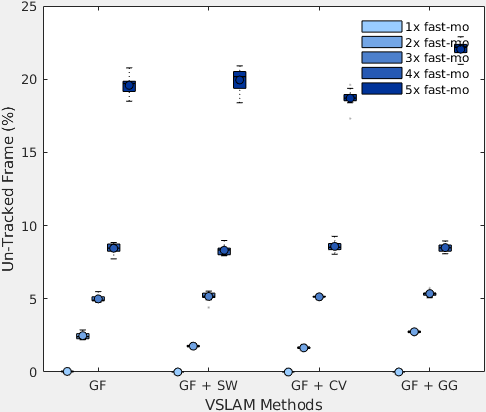 25
20
15
10
5
0
Un-Tracked Frame (%)
1x fast-mo
2x fast-mo
3x fast-mo
4x fast-mo
5x fast-mo
GF
GF + SW
GF + CV
GF + GG
VSLAM Methods